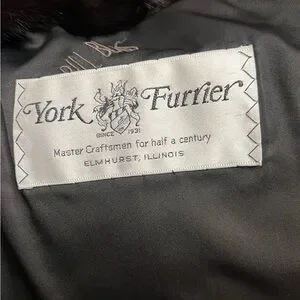 York Furrier
SINCE 1931
Master Craftsmen for half a century
ELMHURST, ILLINOIS